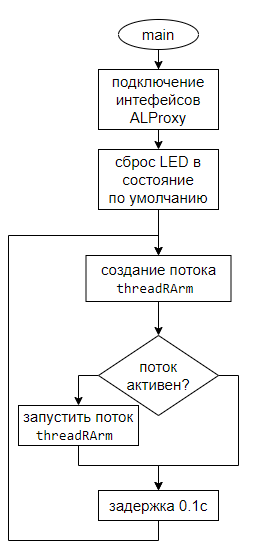 main
подключение
интефейсов
ALProxy
сброс LED в
состояние
по умолчанию
создание потока
threadRArm
поток
активен?
запустить поток
threadRArm
задержка 0.1с